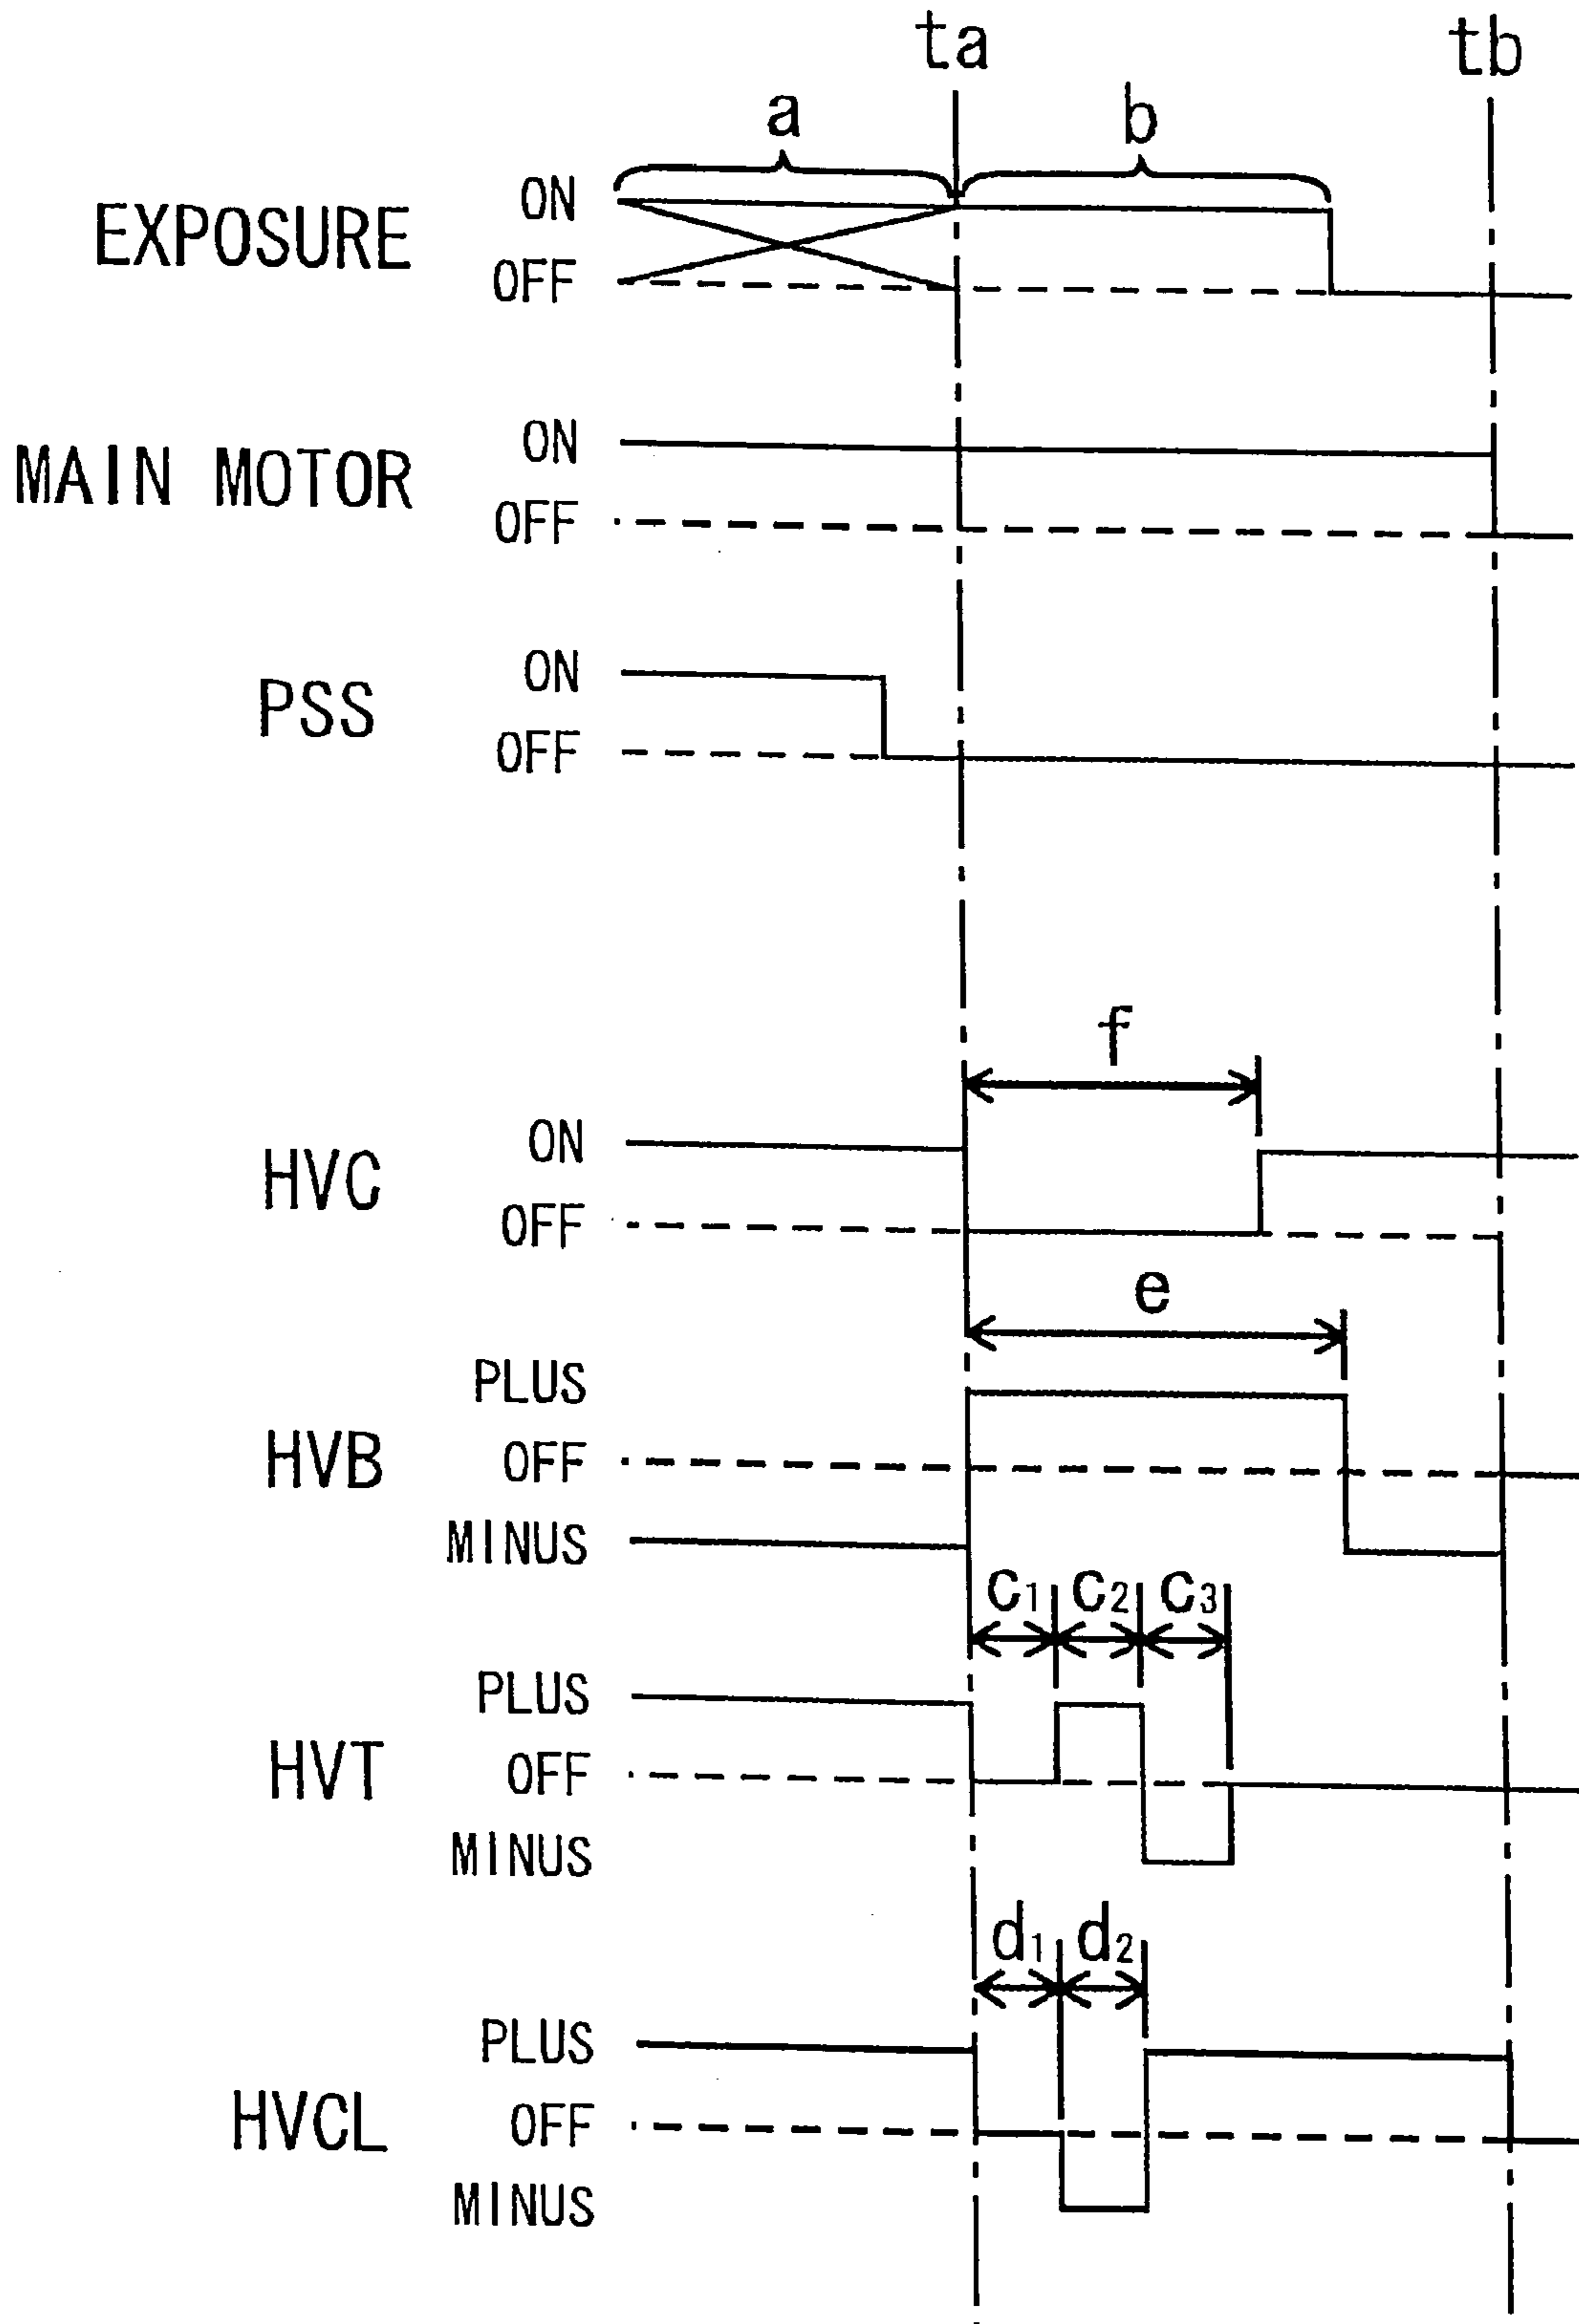 ta tb
a b
EXPOSURE ON
OFF
MAIN MOTOR ON
OFF
PSS ON
OFF
f
HVC ON
OFF
e
HVB PLUS
OFF
MINUS
c1 c2 c3
HVT PLUS
OFF
MINUS
d1 d2
HVCL PLUS
OFF
MINUS